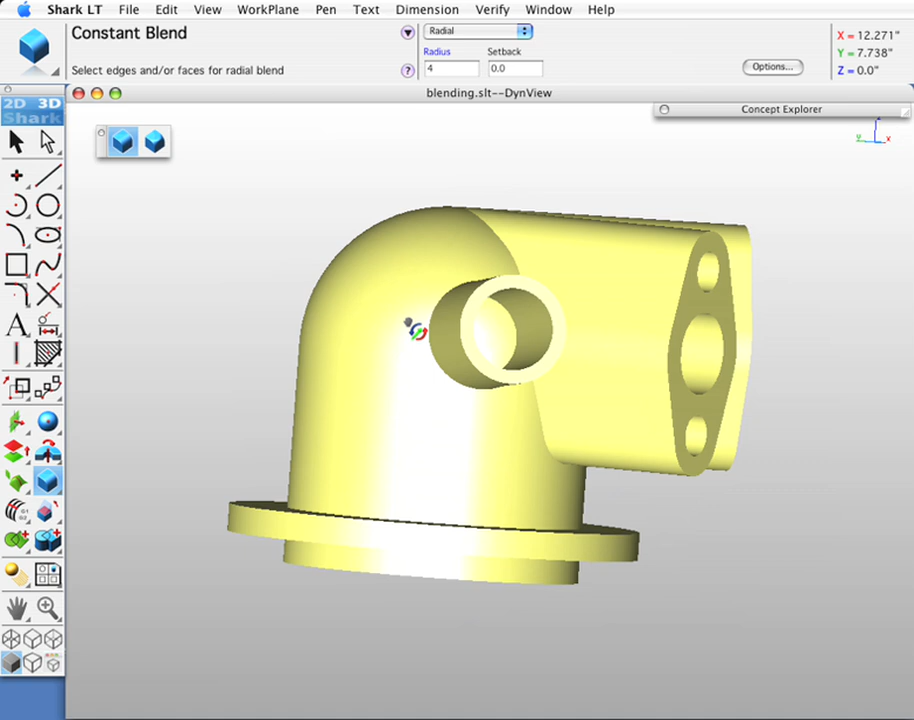 Shark LT File Edit View WorkPlane Pen Text Dimension Verify Window Help
Constant Blend
Select edges and/or faces for radial blend
Radial
Radius Setback
4 0.0
Options...
X = 12.271"
Y = 7.738"
Z = 0.0"
blending.slt--DynView
Concept Explorer
2D 3D
Shark
A
y x